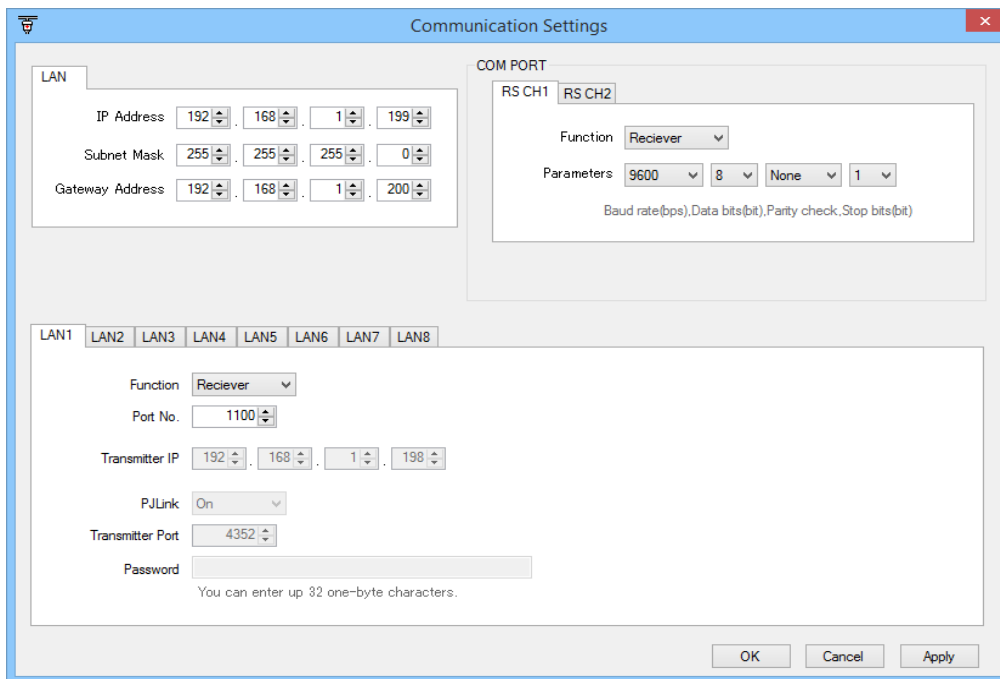 Communication Settings
LAN
IP Address 192 . 168 . 1 . 199
Subnet Mask 255 . 255 . 255 . 0
Gateway Address 192 . 168 . 1 . 200
COM PORT
RS CH1 RS CH2
Function Reciever
Parameters 9600 8 None 1
Baud rate(bps),Data bits(bit),Parity check,Stop bits(bit)
LAN1 LAN2 LAN3 LAN4 LAN5 LAN6 LAN7 LAN8
Function Reciever
Port No. 1100
Transmitter IP 192 . 168 . 1 . 198
PJLink On
Transmitter Port 4352
Password
You can enter up 32 one-byte characters.
OK Cancel Apply